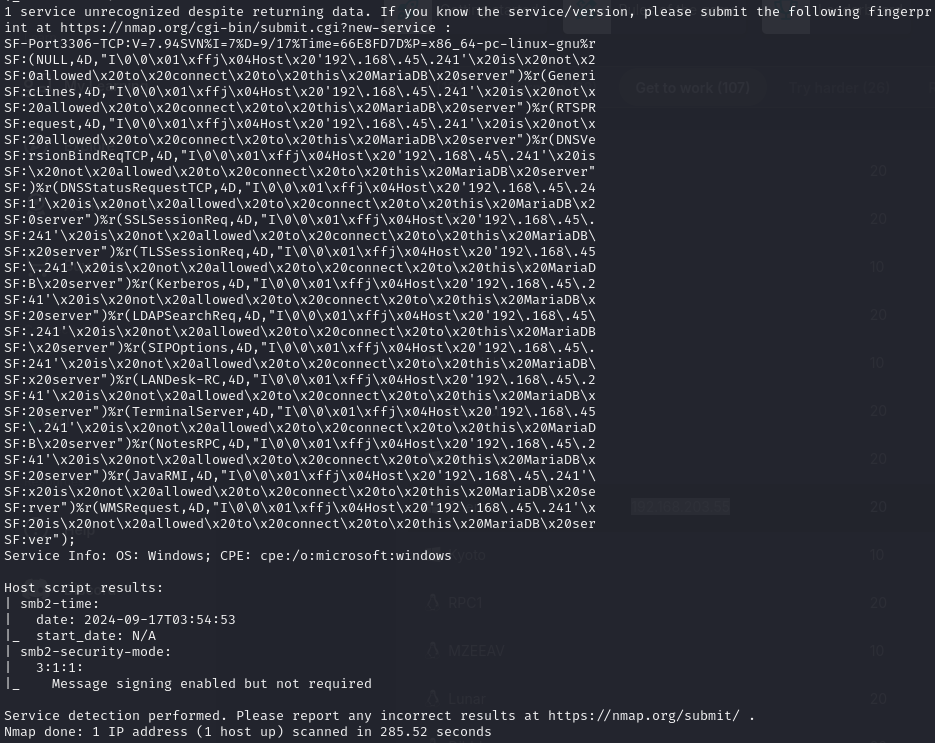 1 service unrecognized despite returning data. If you know the service/version, please submit the following fingerpr
int at https://nmap.org/cgi-bin/submit.cgi?new-service :
SF-Port3306-TCP:V=7.94SVN%I=7%D=9/17%Time=66E8FD7D%P=x86_64-pc-linux-gnu%r
SF:(NULL,4D,"I\0\0\x01\xffj\x04Host\x20'192\.168\.45\.241'\x20is\x20not\x2
SF:0allowed\x20to\x20connect\x20to\x20this\x20MariaDB\x20server")%r(Generi
SF:cLines,4D,"I\0\0\x01\xffj\x04Host\x20'192\.168\.45\.241'\x20is\x20not\x
SF:20allowed\x20to\x20connect\x20to\x20this\x20MariaDB\x20server")%r(RTSPR
SF:equest,4D,"I\0\0\x01\xffj\x04Host\x20'192\.168\.45\.241'\x20is\x20not\x
SF:20allowed\x20to\x20connect\x20to\x20this\x20MariaDB\x20server")%r(DNSVe
SF:rsionBindReqTCP,4D,"I\0\0\x01\xffj\x04Host\x20'192\.168\.45\.241'\x20is
SF:\x20not\x20allowed\x20to\x20connect\x20to\x20this\x20MariaDB\x20server"
SF:)%r(DNSStatusRequestTCP,4D,"I\0\0\x01\xffj\x04Host\x20'192\.168\.45\.24
SF:1'\x20is\x20not\x20allowed\x20to\x20connect\x20to\x20this\x20MariaDB\x2
SF:0server")%r(SSLSessionReq,4D,"I\0\0\x01\xffj\x04Host\x20'192\.168\.45\.
SF:241'\x20is\x20not\x20allowed\x20to\x20connect\x20to\x20this\x20MariaDB\
SF:x20server")%r(TLSSessionReq,4D,"I\0\0\x01\xffj\x04Host\x20'192\.168\.45
SF:\.241'\x20is\x20not\x20allowed\x20to\x20connect\x20to\x20this\x20MariaD
SF:B\x20server")%r(Kerberos,4D,"I\0\0\x01\xffj\x04Host\x20'192\.168\.45\.2
SF:41'\x20is\x20not\x20allowed\x20to\x20connect\x20to\x20this\x20MariaDB\x
SF:20server")%r(LDAPSearchReq,4D,"I\0\0\x01\xffj\x04Host\x20'192\.168\.45\
SF:.241'\x20is\x20not\x20allowed\x20to\x20connect\x20to\x20this\x20MariaDB
SF:\x20server")%r(SIPOptions,4D,"I\0\0\x01\xffj\x04Host\x20'192\.168\.45\.
SF:241'\x20is\x20not\x20allowed\x20to\x20connect\x20to\x20this\x20MariaDB\
SF:x20server")%r(LANDesk-RC,4D,"I\0\0\x01\xffj\x04Host\x20'192\.168\.45\.2
SF:41'\x20is\x20not\x20allowed\x20to\x20connect\x20to\x20this\x20MariaDB\x
SF:20server")%r(TerminalServer,4D,"I\0\0\x01\xffj\x04Host\x20'192\.168\.45
SF:\.241'\x20is\x20not\x20allowed\x20to\x20connect\x20to\x20this\x20MariaD
SF:B\x20server")%r(NotesRPC,4D,"I\0\0\x01\xffj\x04Host\x20'192\.168\.45\.2
SF:41'\x20is\x20not\x20allowed\x20to\x20connect\x20to\x20this\x20MariaDB\x
SF:20server")%r(JavaRMI,4D,"I\0\0\x01\xffj\x04Host\x20'192\.168\.45\.241'\
SF:x20is\x20not\x20allowed\x20to\x20connect\x20to\x20this\x20MariaDB\x20se
SF:rver")%r(WMSRequest,4D,"I\0\0\x01\xffj\x04Host\x20'192\.168\.45\.241'\x
SF:20is\x20not\x20allowed\x20to\x20connect\x20to\x20this\x20MariaDB\x20ser
SF:ver");
Service Info: OS: Windows; CPE: cpe:/o:microsoft:windows
Host script results:
| smb2-time:
|   date: 2024-09-17T03:54:53
|_  start_date: N/A
| smb2-security-mode:
|   3:1:1:
|_    Message signing enabled but not required
Service detection performed. Please report any incorrect results at https://nmap.org/submit/ .
Nmap done: 1 IP address (1 host up) scanned in 285.52 seconds
Get to work (107)
Try harder (26)
20
20
10
20
10
20
20
20
Kyoto
10
RPC1
20
MZEEAV
10
Lunar
20